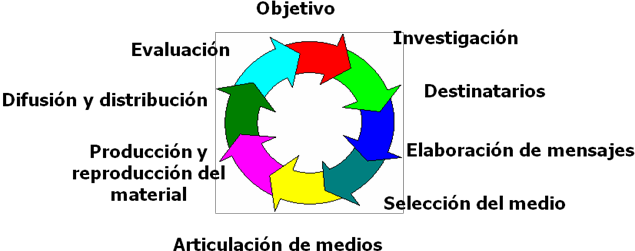 Objetivo
Investigación
Destinatarios
Elaboración de mensajes
Selección del medio
Articulación de medios
Producción y
reproducción del
material
Difusión y distribución
Evaluación